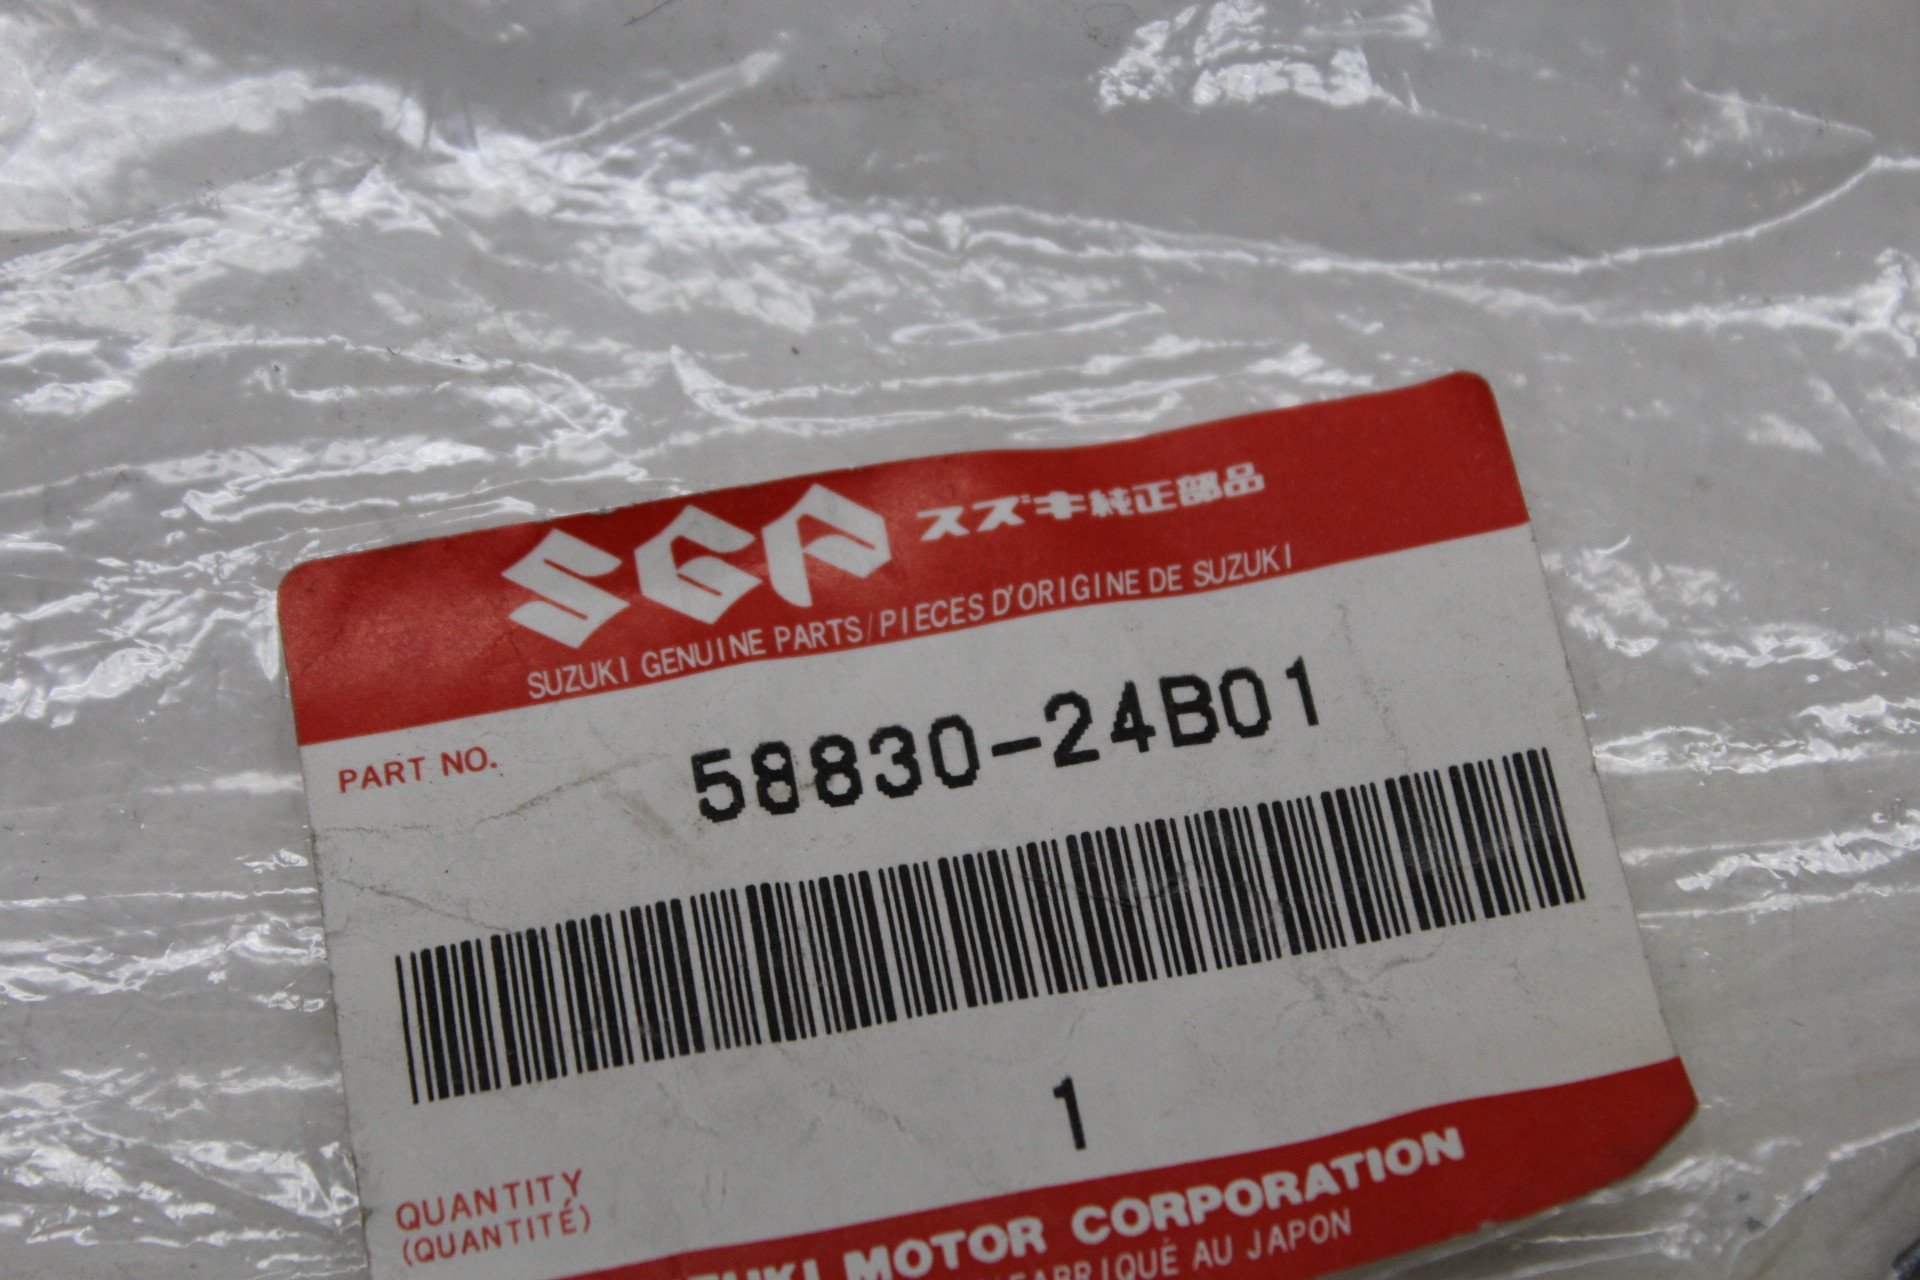 SGP スズキ純正部品
SUZUKI GENUINE PARTS/PIECES D'ORIGINE DE SUZUKI
PART NO. 58830-24B01
1
QUANTITY
(QUANTITÉ)
MOTOR CORPORATION
FABRIQUÉ AU JAPON